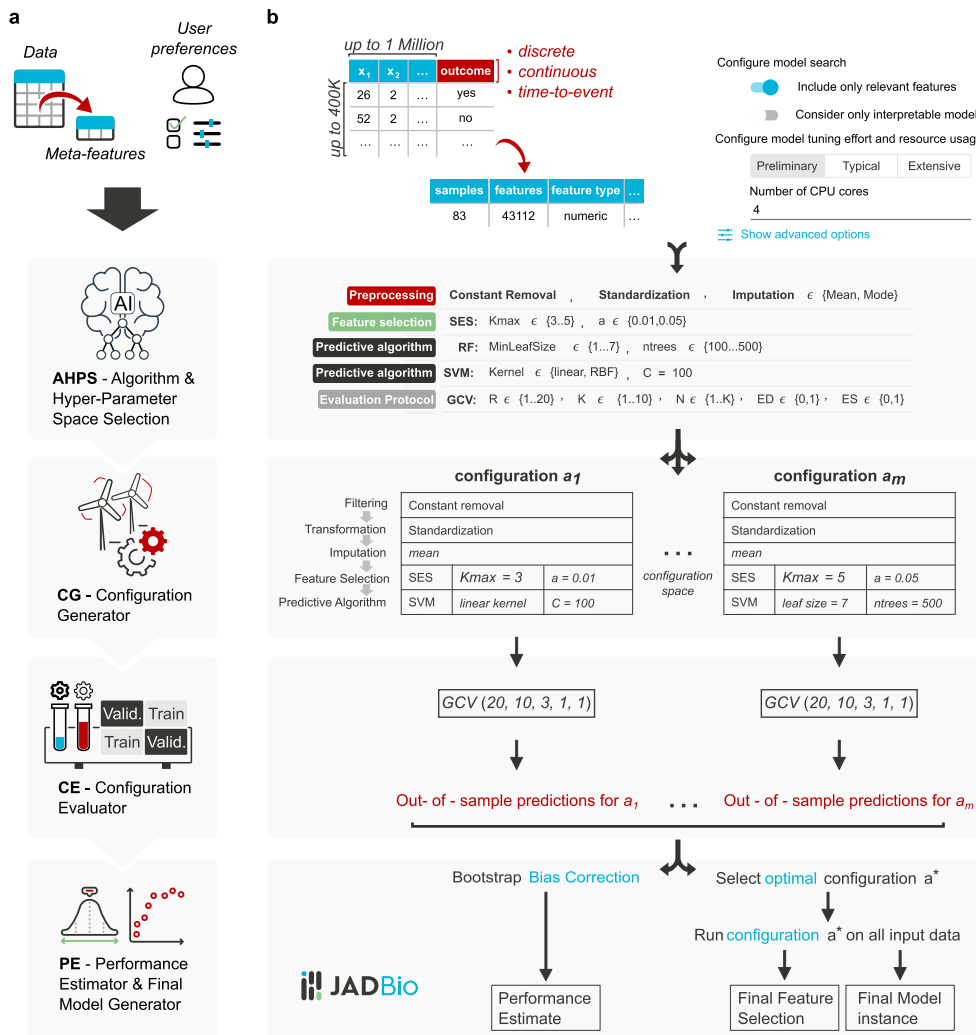 a
Data
User
preferences
Meta-features
AI
AHPS - Algorithm &
Hyper-Parameter
Space Selection
CG - Configuration
Generator
Valid. Train
Train Valid.
CE - Configuration
Evaluator
PE - Performance
Estimator & Final
Model Generator
b
up to 1 Million
up to 400K
x1 x2 ... outcome
26 2 ... yes
52 2 ... no
... ... ...
• discrete
• continuous
• time-to-event
samples features feature type ...
83 43112 numeric ...
Configure model search
Include only relevant features
Consider only interpretable model
Configure model tuning effort and resource usag
Preliminary Typical Extensive
Number of CPU cores
4
Show advanced options
Preprocessing Constant Removal , Standardization , Imputation ϵ {Mean, Mode}
Feature selection SES: Kmax ϵ {3..5} , a ϵ {0.01,0.05}
Predictive algorithm RF: MinLeafSize ϵ {1...7} , ntrees ϵ {100...500}
Predictive algorithm SVM: Kernel ϵ {linear, RBF} , C = 100
Evaluation Protocol GCV: R ϵ {1..20} , K ϵ {1..10} , N ϵ {1..K} , ED ϵ {0,1} , ES ϵ {0,1}
configuration a1
configuration am
Filtering
Transformation
Imputation
Feature Selection
Predictive Algorithm
Constant removal
Standardization
mean
SES Kmax = 3 a = 0.01
SVM linear kernel C = 100
...
configuration
space
Constant removal
Standardization
mean
SES Kmax = 5 a = 0.05
SVM leaf size = 7 ntrees = 500
GCV (20, 10, 3, 1, 1)
GCV (20, 10, 3, 1, 1)
Out- of - sample predictions for a1 ... Out - of - sample predictions for am
Bootstrap Bias Correction
Select optimal configuration a*
Run configuration a* on all input data
JADBio
Performance
Estimate
Final Feature
Selection
Final Model
instance